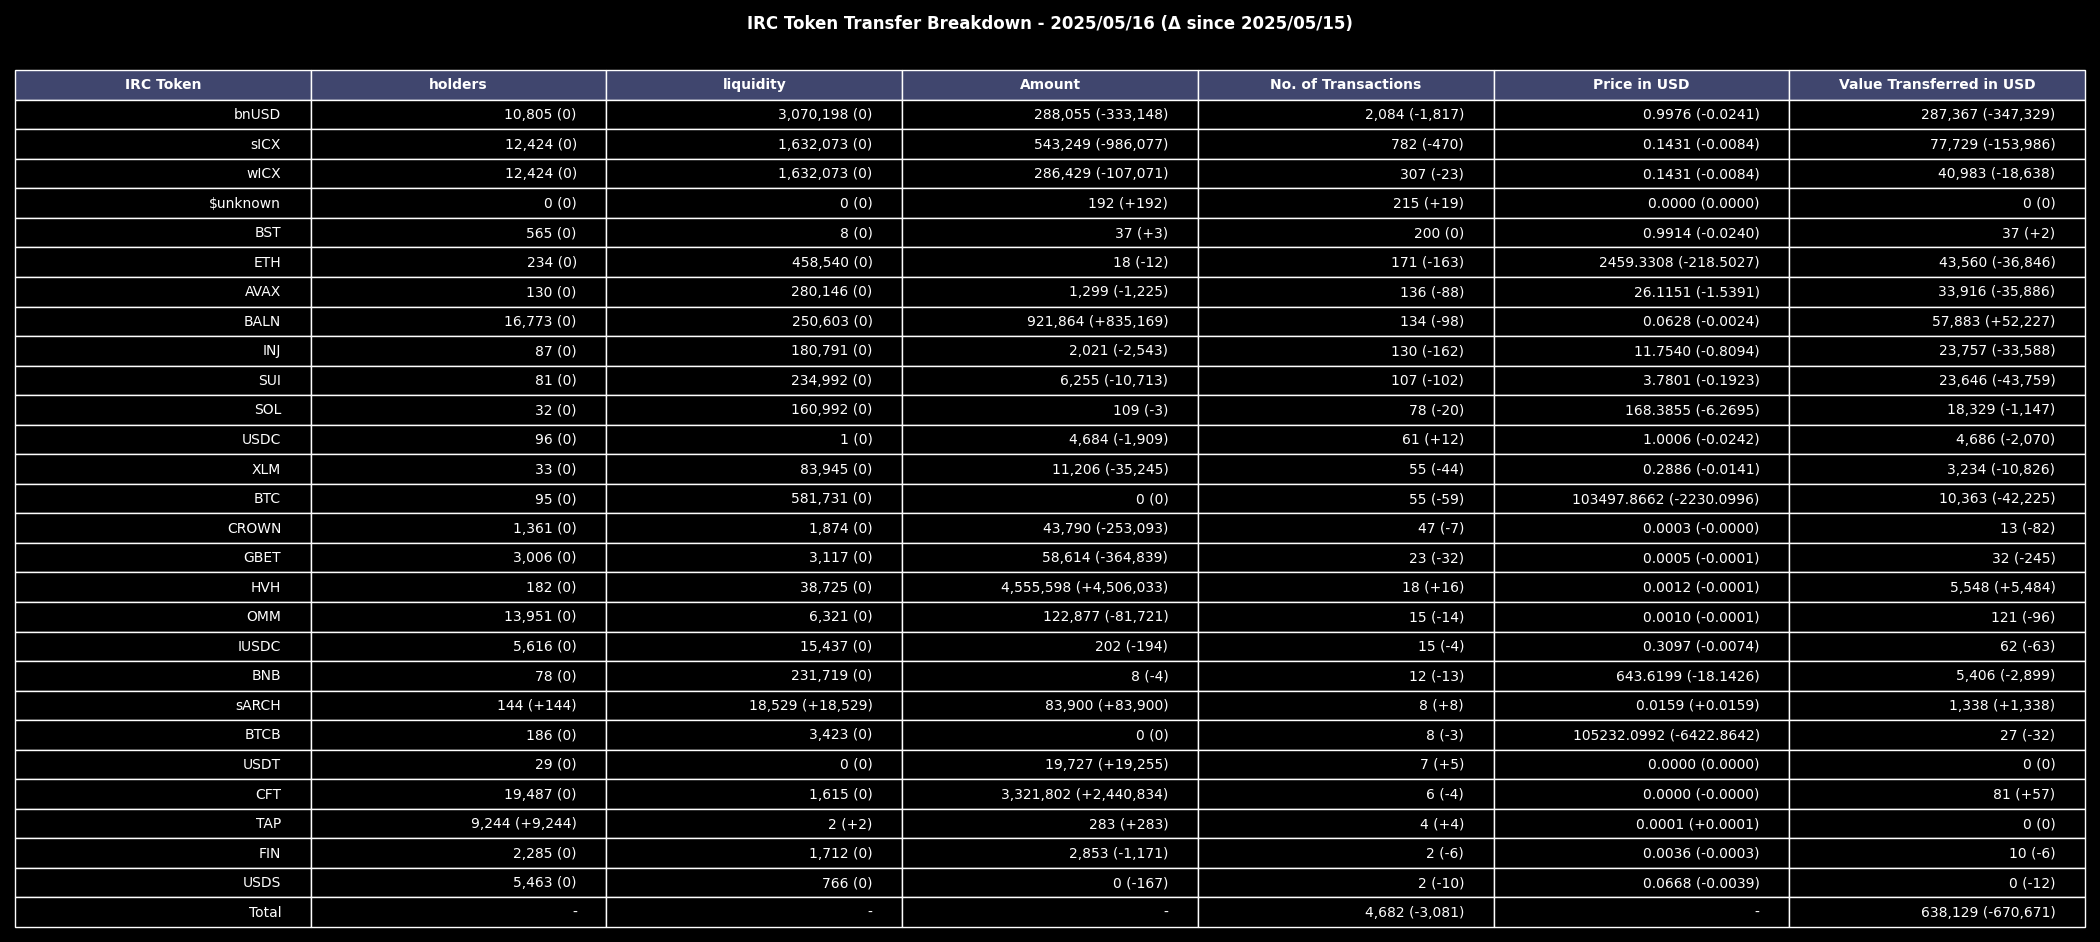 IRC Token Transfer Breakdown - 2025/05/16 (Δ since 2025/05/15)
IRC Token holders liquidity Amount No. of Transactions Price in USD Value Transferred in USD
bnUSD 10,805 (0) 3,070,198 (0) 288,055 (-333,148) 2,084 (-1,817) 0.9976 (-0.0241) 287,367 (-347,329)
sICX 12,424 (0) 1,632,073 (0) 543,249 (-986,077) 782 (-470) 0.1431 (-0.0084) 77,729 (-153,986)
wICX 12,424 (0) 1,632,073 (0) 286,429 (-107,071) 307 (-23) 0.1431 (-0.0084) 40,983 (-18,638)
$unknown 0 (0) 0 (0) 192 (+192) 215 (+19) 0.0000 (0.0000) 0 (0)
BST 565 (0) 8 (0) 37 (+3) 200 (0) 0.9914 (-0.0240) 37 (+2)
ETH 234 (0) 458,540 (0) 18 (-12) 171 (-163) 2459.3308 (-218.5027) 43,560 (-36,846)
AVAX 130 (0) 280,146 (0) 1,299 (-1,225) 136 (-88) 26.1151 (-1.5391) 33,916 (-35,886)
BALN 16,773 (0) 250,603 (0) 921,864 (+835,169) 134 (-98) 0.0628 (-0.0024) 57,883 (+52,227)
INJ 87 (0) 180,791 (0) 2,021 (-2,543) 130 (-162) 11.7540 (-0.8094) 23,757 (-33,588)
SUI 81 (0) 234,992 (0) 6,255 (-10,713) 107 (-102) 3.7801 (-0.1923) 23,646 (-43,759)
SOL 32 (0) 160,992 (0) 109 (-3) 78 (-20) 168.3855 (-6.2695) 18,329 (-1,147)
USDC 96 (0) 1 (0) 4,684 (-1,909) 61 (+12) 1.0006 (-0.0242) 4,686 (-2,070)
XLM 33 (0) 83,945 (0) 11,206 (-35,245) 55 (-44) 0.2886 (-0.0141) 3,234 (-10,826)
BTC 95 (0) 581,731 (0) 0 (0) 55 (-59) 103497.8662 (-2230.0996) 10,363 (-42,225)
CROWN 1,361 (0) 1,874 (0) 43,790 (-253,093) 47 (-7) 0.0003 (-0.0000) 13 (-82)
GBET 3,006 (0) 3,117 (0) 58,614 (-364,839) 23 (-32) 0.0005 (-0.0001) 32 (-245)
HVH 182 (0) 38,725 (0) 4,555,598 (+4,506,033) 18 (+16) 0.0012 (-0.0001) 5,548 (+5,484)
OMM 13,951 (0) 6,321 (0) 122,877 (-81,721) 15 (-14) 0.0010 (-0.0001) 121 (-96)
IUSDC 5,616 (0) 15,437 (0) 202 (-194) 15 (-4) 0.3097 (-0.0074) 62 (-63)
BNB 78 (0) 231,719 (0) 8 (-4) 12 (-13) 643.6199 (-18.1426) 5,406 (-2,899)
sARCH 144 (+144) 18,529 (+18,529) 83,900 (+83,900) 8 (+8) 0.0159 (+0.0159) 1,338 (+1,338)
BTCB 186 (0) 3,423 (0) 0 (0) 8 (-3) 105232.0992 (-6422.8642) 27 (-32)
USDT 29 (0) 0 (0) 19,727 (+19,255) 7 (+5) 0.0000 (0.0000) 0 (0)
CFT 19,487 (0) 1,615 (0) 3,321,802 (+2,440,834) 6 (-4) 0.0000 (-0.0000) 81 (+57)
TAP 9,244 (+9,244) 2 (+2) 283 (+283) 4 (+4) 0.0001 (+0.0001) 0 (0)
FIN 2,285 (0) 1,712 (0) 2,853 (-1,171) 2 (-6) 0.0036 (-0.0003) 10 (-6)
USDS 5,463 (0) 766 (0) 0 (-167) 2 (-10) 0.0668 (-0.0039) 0 (-12)
Total - - - 4,682 (-3,081) - 638,129 (-670,671)